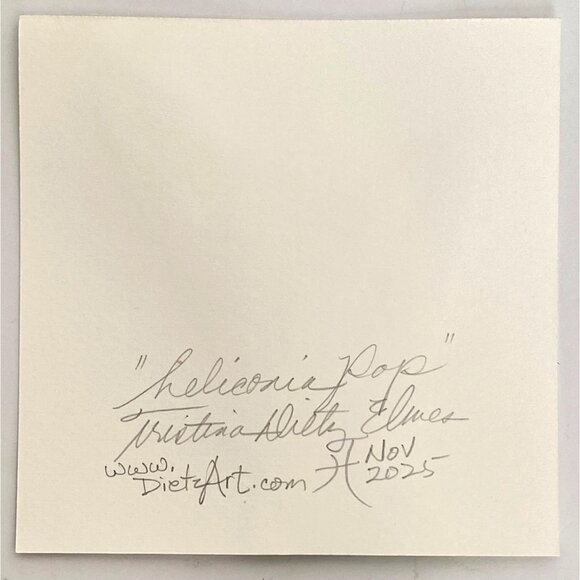 "heliconia Pop"
Tristina Dietz Elmes
www.
DietzArt.com
NOV
2025